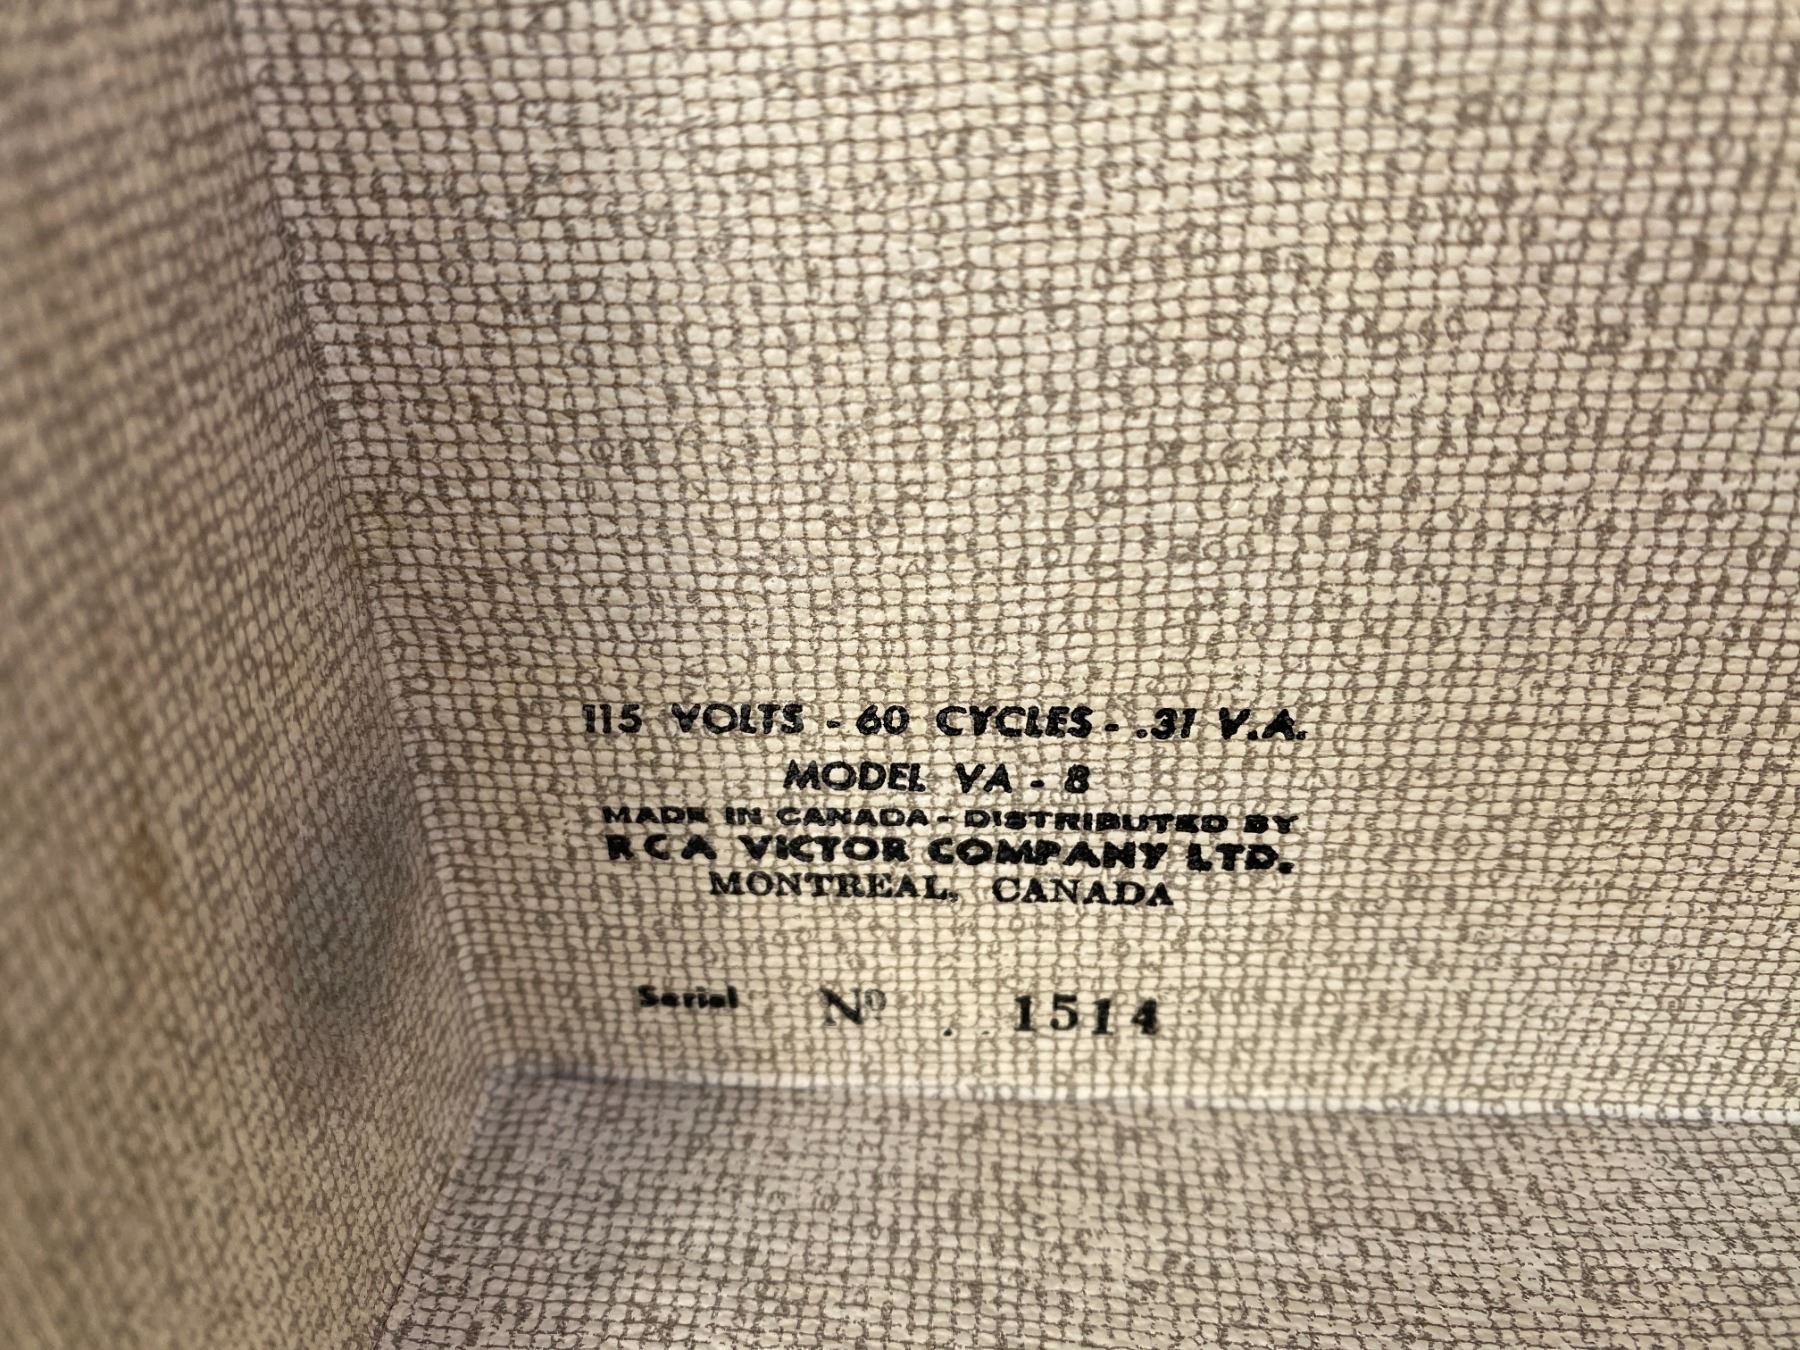 115 VOLTS - 60 CYCLES - .31 V.A.
MODEL VA - 8
MADE IN CANADA - DISTRIBUTED BY
RCA VICTOR COMPANY LTD.
MONTREAL, CANADA
Serial Nº 1514